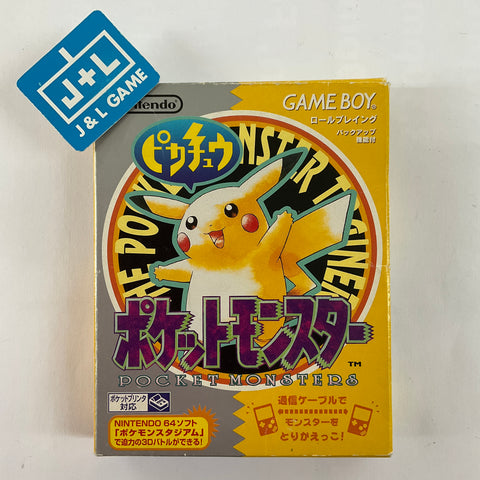 J+L
J & L GAME
Nintendo
GAME BOY
ロールプレイング
バックアップ
機能付
ピカチュウ
THE POCKET MONSTER TRAINER
ポケットモンスター
TM
POCKET MONSTERS
ポケットプリンタ
対応
NINTENDO 64ソフト
「ポケモンスタジアム」
で迫力の3Dバトルができる!
通信ケーブルで
モンスターを
とりかえっこ!